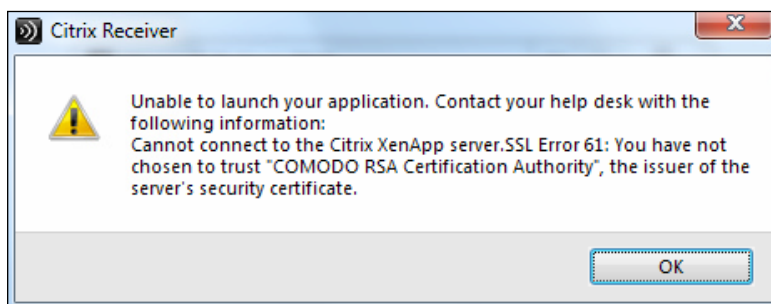 Citrix Receiver
Unable to launch your application. Contact your help desk with the
following information:
Cannot connect to the Citrix XenApp server.SSL Error 61: You have not
chosen to trust "COMODO RSA Certification Authority", the issuer of the
server's security certificate.
OK